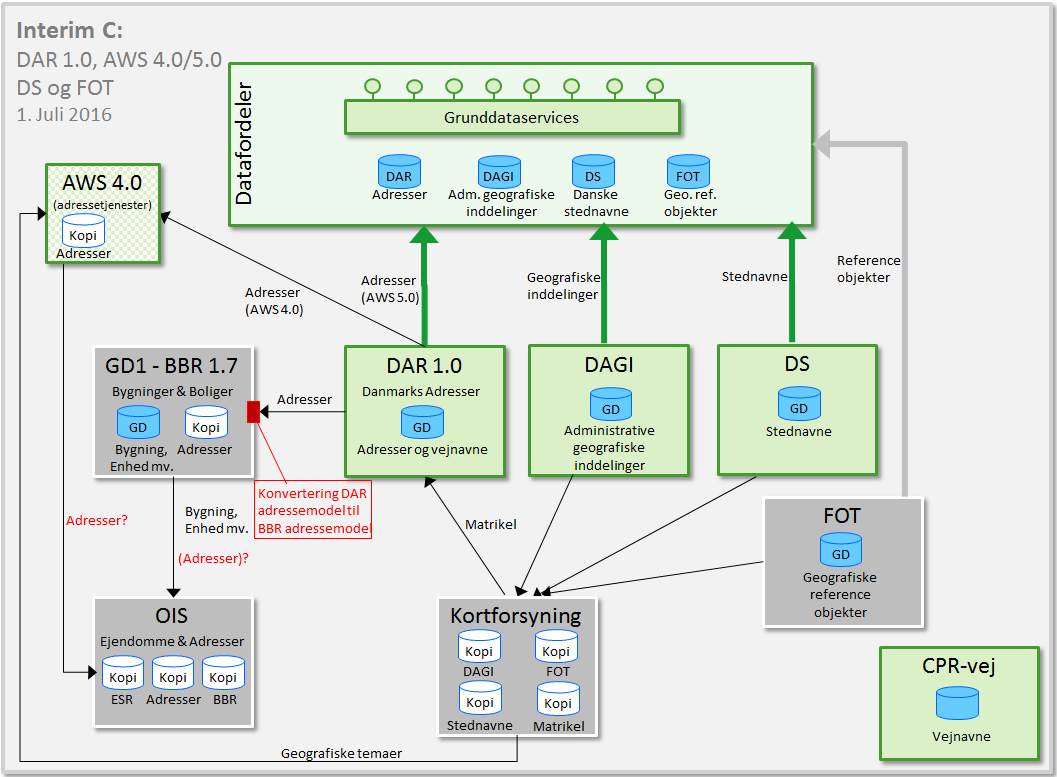 Interim C:
DAR 1.0, AWS 4.0/5.0
DS og FOT
1. Juli 2016
Datafordeler
Grunddataservices
DAR
Adresser
DAGI
Adm. geografiske
inddelinger
DS
Danske
stednavne
FOT
Geo. ref.
objekter
AWS 4.0
(adressetjenester)
Kopi
Adresser
Adresser
(AWS 4.0)
Adresser
(AWS 5.0)
Geografiske
inddelinger
Stednavne
Reference
objekter
GD1 - BBR 1.7
Bygninger & Boliger
GD
Bygning,
Enhed mv.
Kopi
Adresser
Adresser
DAR 1.0
Danmarks Adresser
GD
Adresser og vejnavne
DAGI
GD
Administrative
geografiske
inddelinger
DS
GD
Stednavne
Adresser?
Bygning,
Enhed mv.
(Adresser)?
Konvertering DAR
adressemodel til
BBR adressemodel
Matrikel
FOT
GD
Geografiske
reference
objekter
OIS
Ejendomme & Adresser
Kopi
ESR
Kopi
Adresser
Kopi
BBR
Kortforsyning
Kopi
DAGI
Kopi
FOT
Kopi
Stednavne
Kopi
Matrikel
CPR-vej
Vejnavne
Geografiske temaer